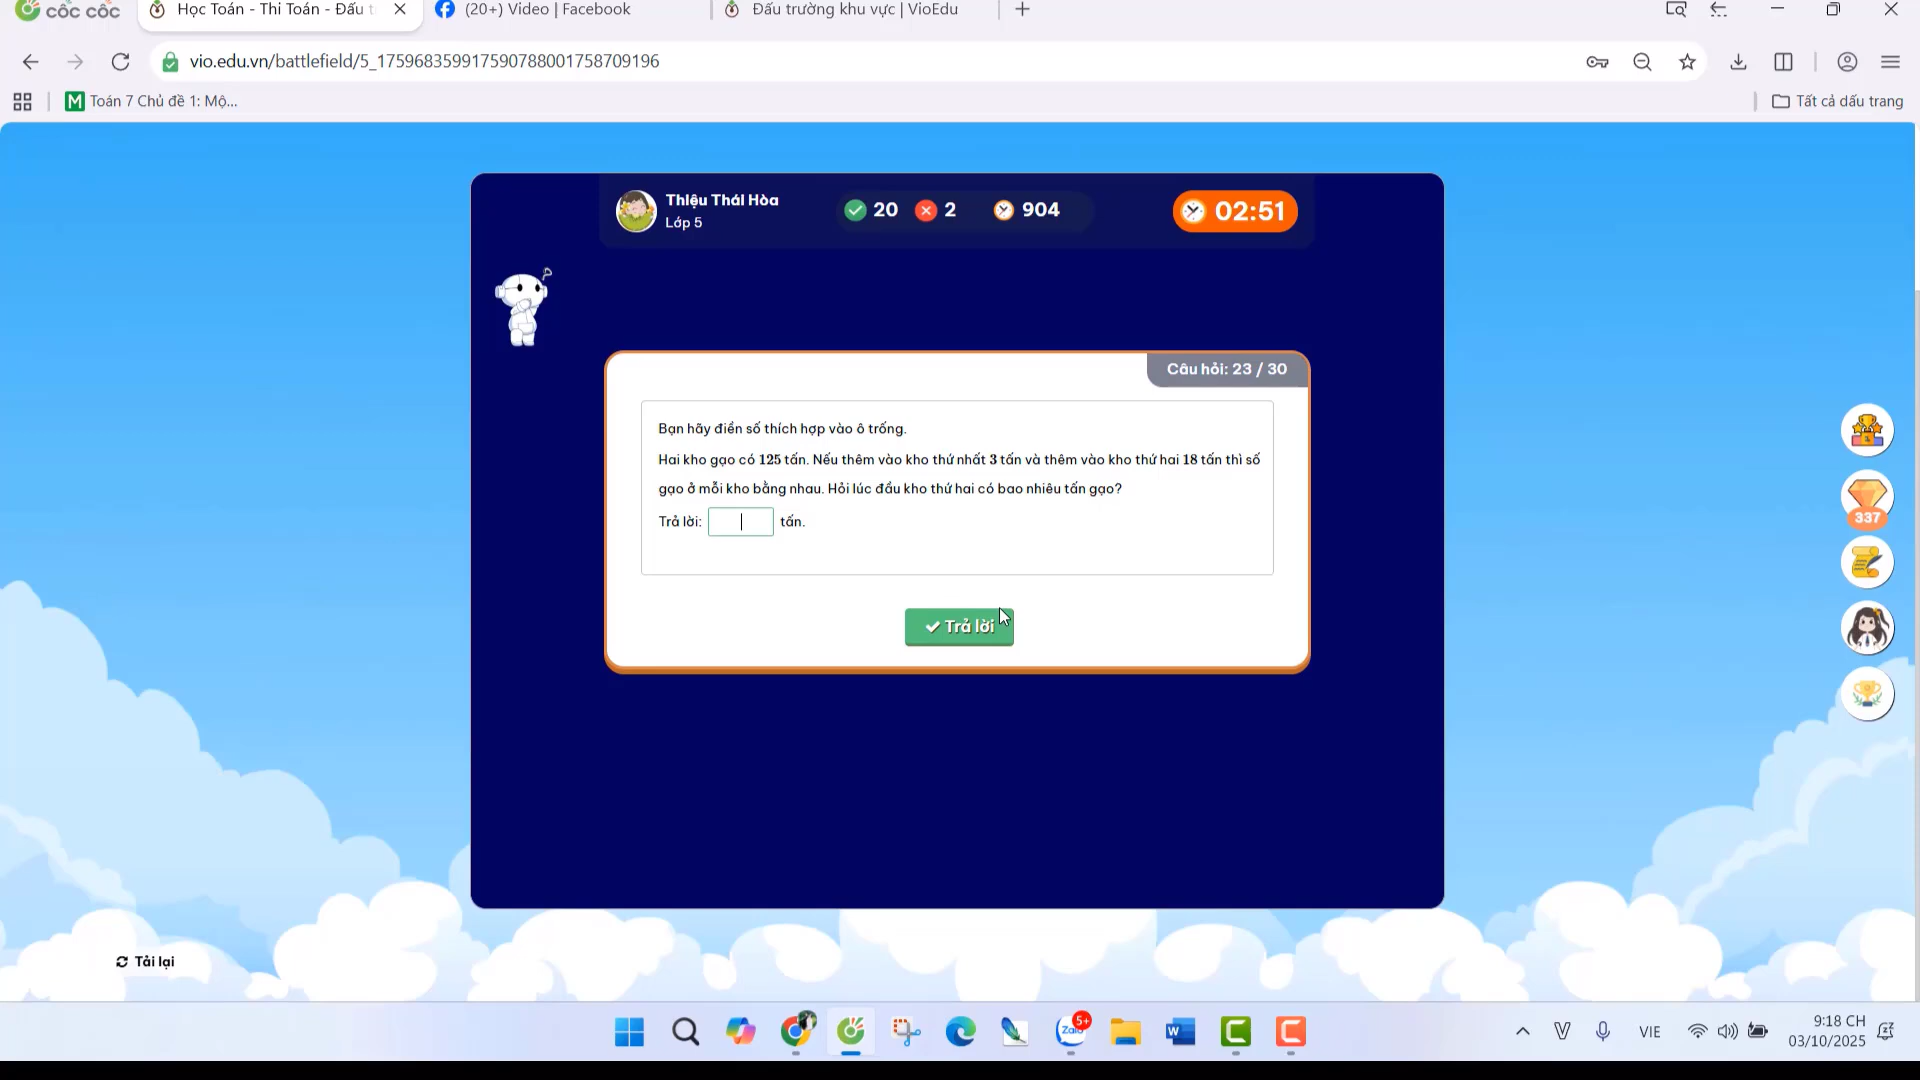 cốc cốc
Học Toán - Thi Toán - Đấu t
(20+) Video | Facebook
Đấu trường khu vực | VioEdu
vio.edu.vn/battlefield/5_1759683599175907880017587​09196
Toán 7 Chủ đề 1: Mộ...
Tất cả dấu trang
Thiệu Thái Hòa
Lớp 5
20
2
904
02:51
Câu hỏi: 23 / 30
Bạn hãy điền số thích hợp vào ô trống.
Hai kho gạo có 125 tấn. Nếu thêm vào kho thứ nhất 3 tấn và thêm vào kho thứ hai 18 tấn thì số
gạo ở mỗi kho bằng nhau. Hỏi lúc đầu kho thứ hai có bao nhiêu tấn gạo?
Trả lời: tấn.
Trả lời
337
Tải lại
Zalo
5+
VIE
9:18 CH
03/10/2025